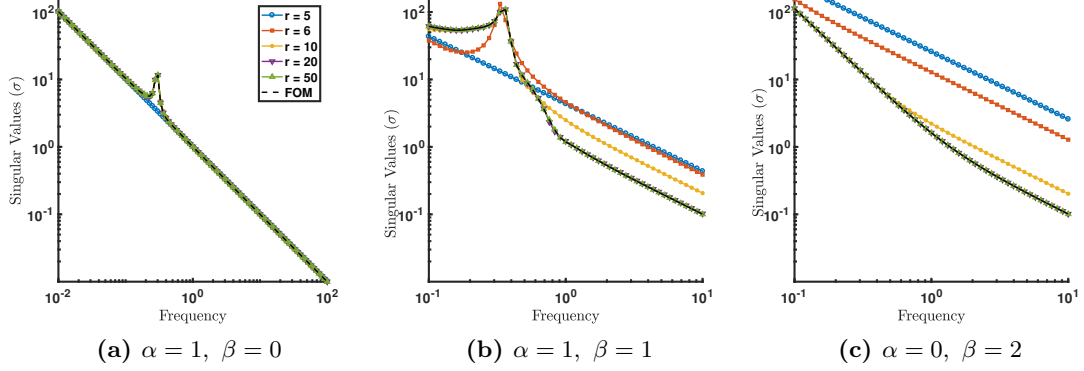 10^2
10^1
10^0
10^-1
Singular Values (σ)
10^-2
10^0
10^2
Frequency
r = 5
r = 6
r = 10
r = 20
r = 50
FOM
(a) α = 1, β = 0
10^2
10^1
10^0
10^-1
Singular Values (σ)
10^-1
10^0
10^1
Frequency
(b) α = 1, β = 1
10^2
10^1
10^0
10^-1
Singular Values (σ)
10^-1
10^0
10^1
Frequency
(c) α = 0, β = 2